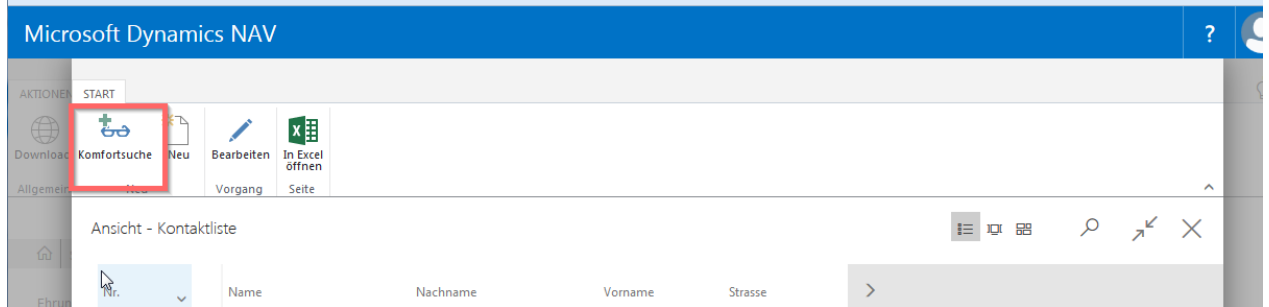 Microsoft Dynamics NAV ?
AKTIONEN START
Download Komfortsuche Neu Bearbeiten In Excel
öffnen
Allgemein Neu Vorgang Seite
Ansicht - Kontaktliste
Nr. Name Nachname Vorname Strasse